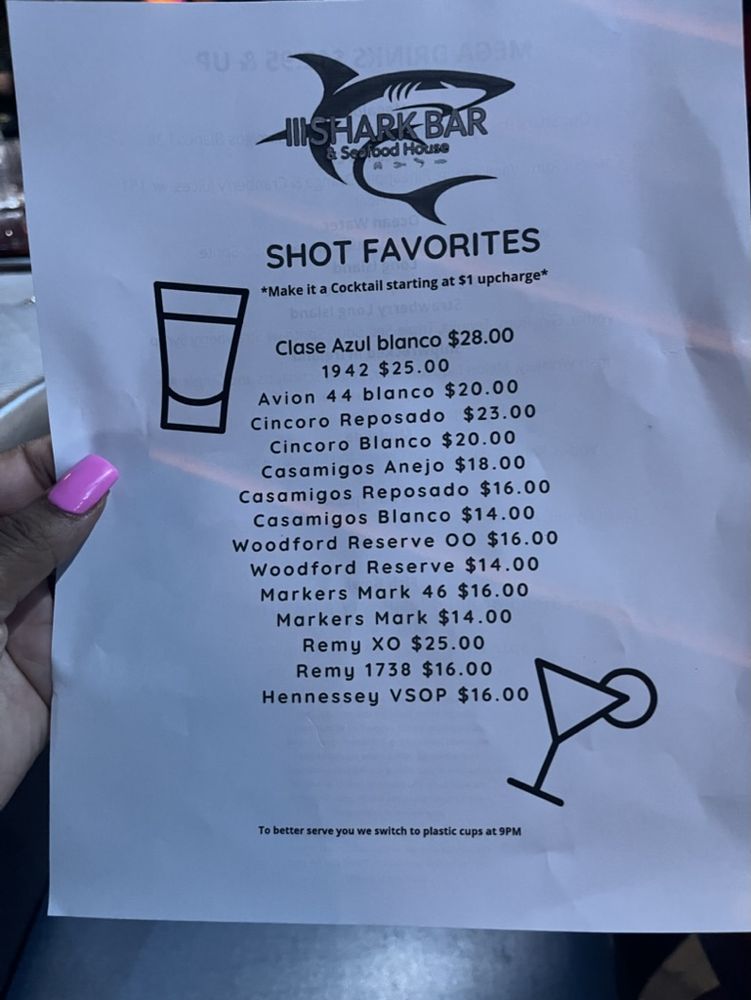 SHARK BAR
& Seafood House
SHOT FAVORITES
*Make it a Cocktail starting at $1 upcharge*
Clase Azul blanco $28.00
1942 $25.00
Avion 44 blanco $20.00
Cincoro Reposado $23.00
Cincoro Blanco $20.00
Casamigos Anejo $18.00
Casamigos Reposado $16.00
Casamigos Blanco $14.00
Woodford Reserve OO $16.00
Woodford Reserve $14.00
Markers Mark 46 $16.00
Markers Mark $14.00
Remy XO $25.00
Remy 1738 $16.00
Hennessey VSOP $16.00
To better serve you we switch to plastic cups at 9PM